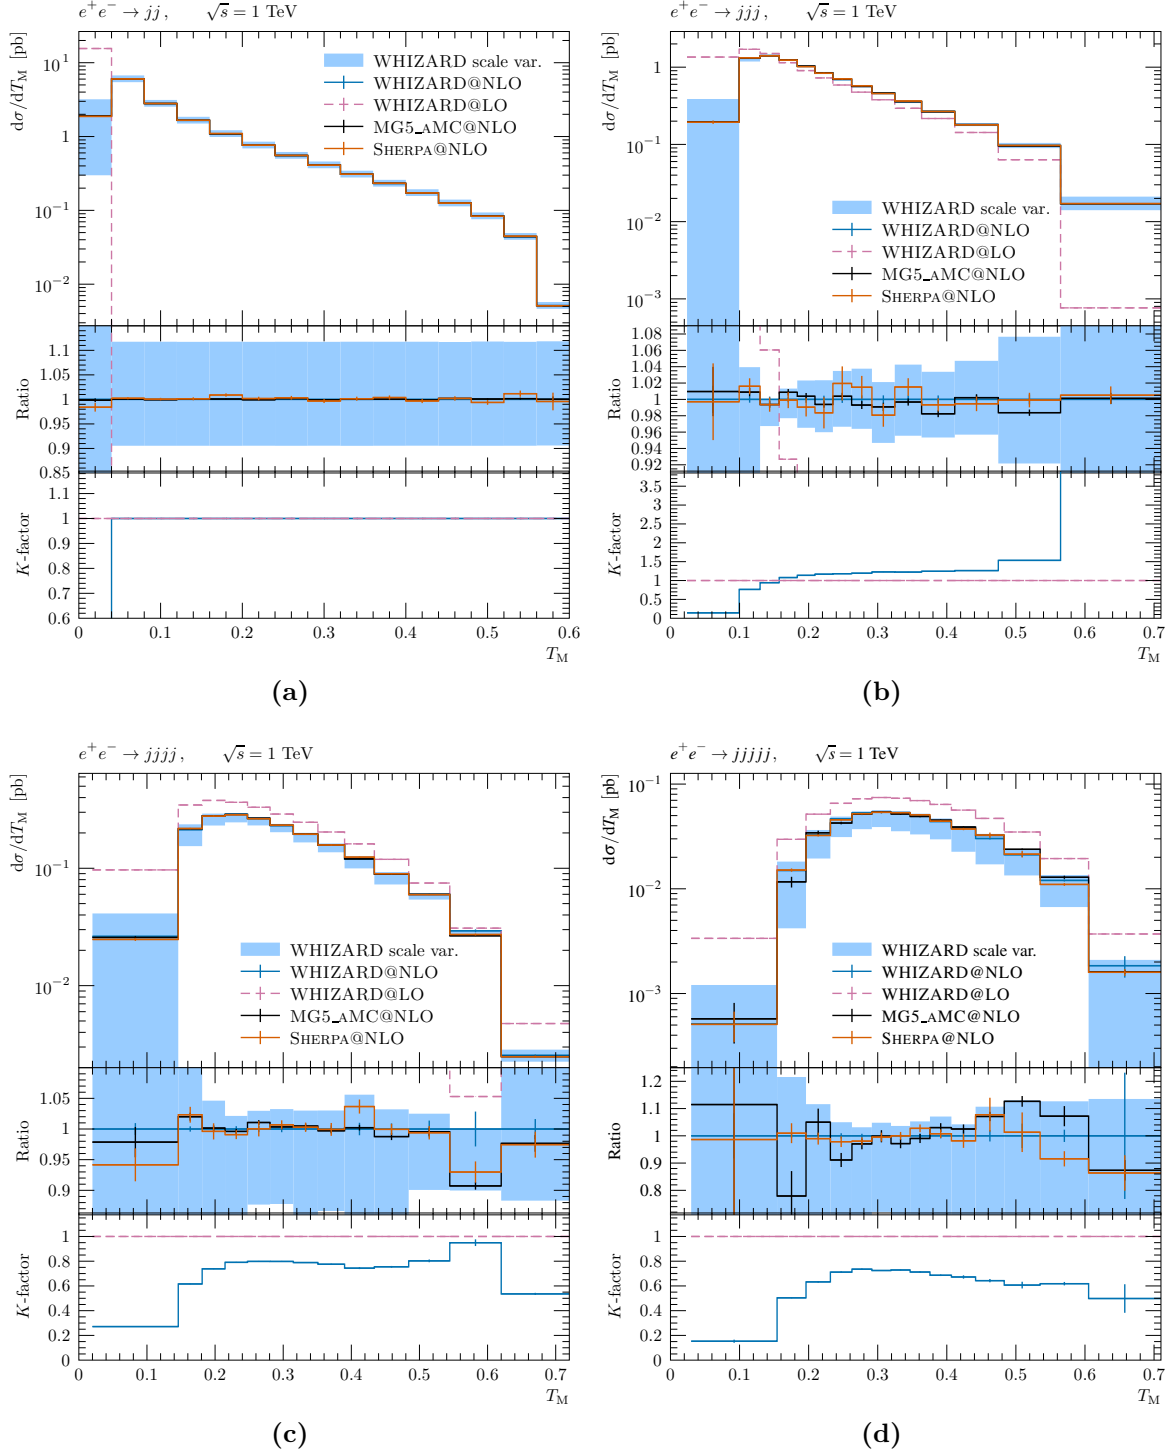 e⁺e⁻ → jj, √s = 1 TeV
dσ/dT_M [pb]
10¹
1
10⁻¹
10⁻²
WHIZARD scale var.
WHIZARD@NLO
WHIZARD@LO
MG5_AMC@NLO
SHERPA@NLO
Ratio
1.1
1.05
1
0.95
0.9
0.85
K-factor
1.1
1
0.9
0.8
0.7
0.6
0 0.1 0.2 0.3 0.4 0.5 0.6
T_M
(a)
e⁺e⁻ → jjj, √s = 1 TeV
dσ/dT_M [pb]
1
10⁻¹
10⁻²
10⁻³
WHIZARD scale var.
WHIZARD@NLO
WHIZARD@LO
MG5_AMC@NLO
SHERPA@NLO
Ratio
1.08
1.06
1.04
1.02
1.00
0.98
0.96
0.94
0.92
K-factor
3.5
3
2.5
2
1.5
1
0.5
0
0 0.1 0.2 0.3 0.4 0.5 0.6 0.7
T_M
(b)
e⁺e⁻ → jjjj, √s = 1 TeV
dσ/dT_M [pb]
10⁻¹
10⁻²
WHIZARD scale var.
WHIZARD@NLO
WHIZARD@LO
MG5_AMC@NLO
SHERPA@NLO
Ratio
1.05
1
0.95
0.9
K-factor
1
0.8
0.6
0.4
0.2
0
0 0.1 0.2 0.3 0.4 0.5 0.6 0.7
T_M
(c)
e⁺e⁻ → jjjjj, √s = 1 TeV
dσ/dT_M [pb]
10⁻¹
10⁻²
10⁻³
WHIZARD scale var.
WHIZARD@NLO
WHIZARD@LO
MG5_AMC@NLO
SHERPA@NLO
Ratio
1.2
1.1
1.0
0.9
0.8
K-factor
1
0.8
0.6
0.4
0.2
0
0 0.1 0.2 0.3 0.4 0.5 0.6 0.7
T_M
(d)